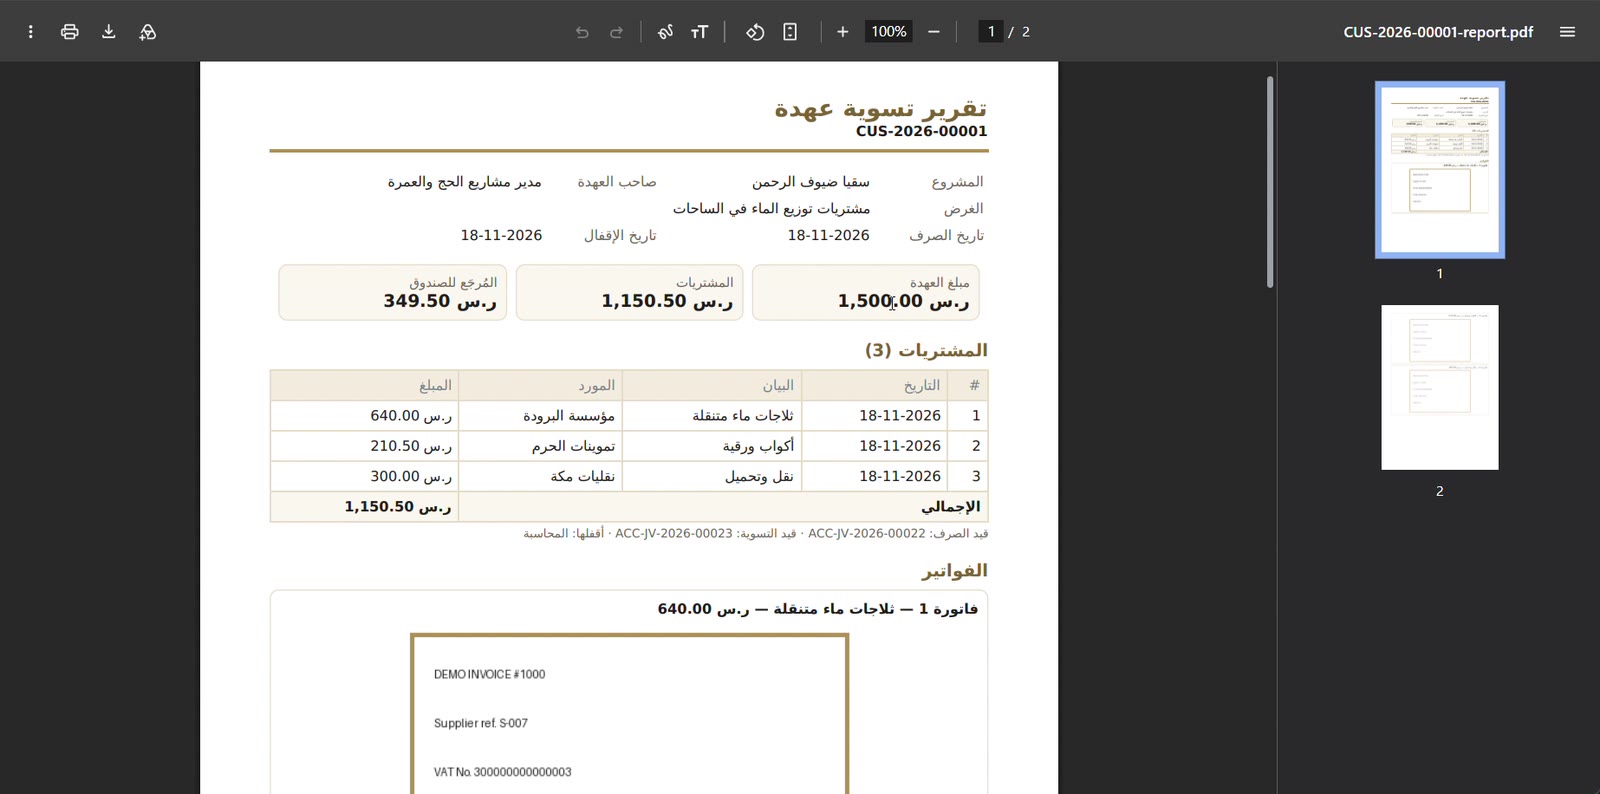 100%
1 / 2
CUS-2026-00001-report.pdf
تقرير تسوية عهدة
CUS-2026-00001
المشروع سقيا ضيوف الرحمن صاحب العهدة مدير مشاريع الحج والعمرة
الغرض مشتريات توزيع الماء في الساحات
تاريخ الصرف 18-11-2026 تاريخ الإقفال 18-11-2026
مبلغ العهدة المشتريات المُرجَع للصندوق
ر.س 1,500.00 ر.س 1,150.50 ر.س 349.50
المشتريات (3)
# التاريخ البيان المورد المبلغ
1 18-11-2026 ثلاجات ماء متنقلة مؤسسة البرودة ر.س 640.00
2 18-11-2026 أكواب ورقية تموينات الحرم ر.س 210.50
3 18-11-2026 نقل وتحميل نقليات مكة ر.س 300.00
الإجمالي ر.س 1,150.50
قيد الصرف: ACC-JV-2026-00022 · قيد التسوية: ACC-JV-2026-00023 · أقفلها: المحاسبة
الفواتير
فاتورة 1 — ثلاجات ماء متنقلة — ر.س 640.00
DEMO INVOICE #1000
Supplier ref. S-007
VAT No. 300000000000003
1
2